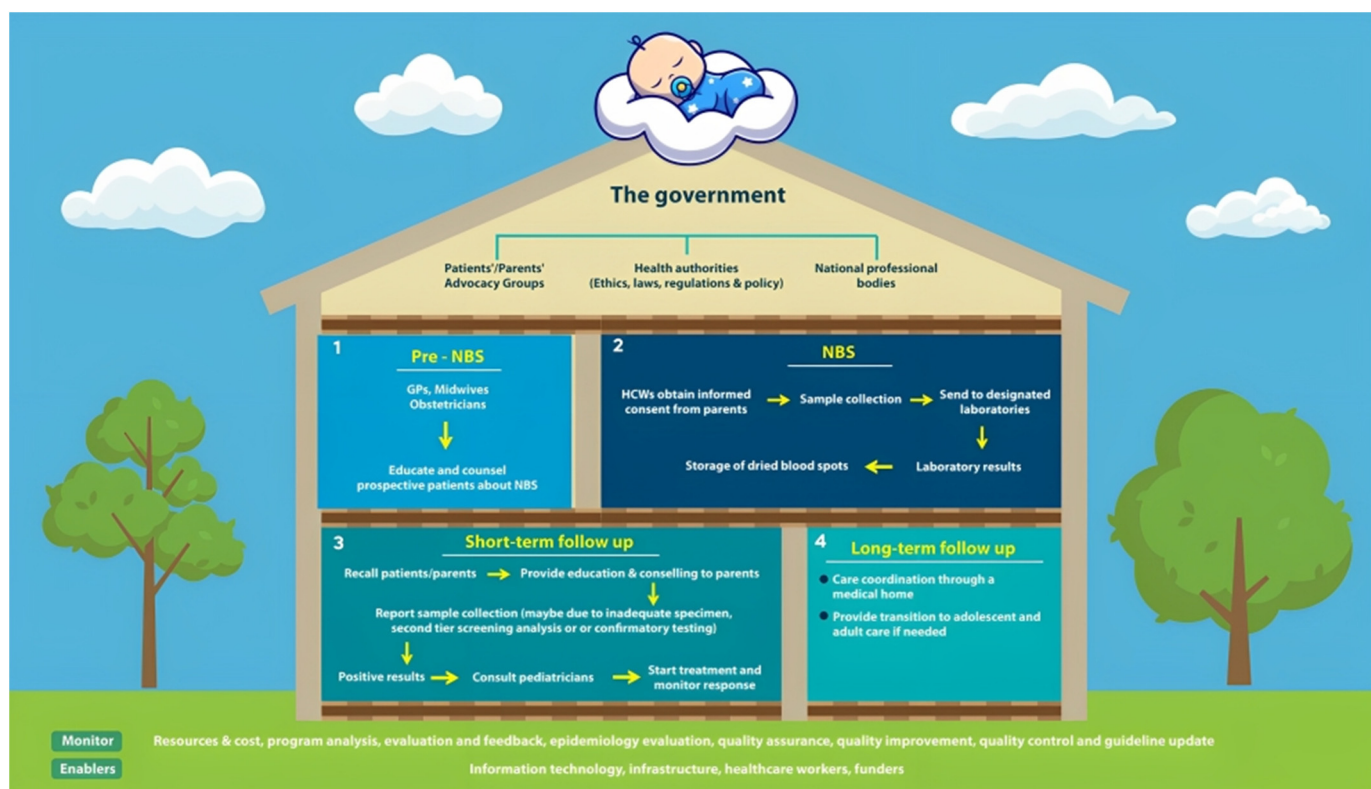 The government
Patients'/Parents'
Advocacy Groups
Health authorities
(Ethics, laws, regulations & policy)
National professional
bodies
1
Pre - NBS
GPs, Midwives
Obstetricians
Educate and counsel
prospective patients about NBS
2
NBS
HCWs obtain informed
consent from parents
Sample collection
Send to designated
laboratories
Laboratory results
Storage of dried blood spots
3
Short-term follow up
Recall patients/parents
Provide education & conselling to parents
Report sample collection (maybe due to inadequate specimen,
second tier screening analysis or or confirmatory testing)
Positive results
Consult pediatricians
Start treatment and
monitor response
4
Long-term follow up
Care coordination through a
medical home
Provide transition to adolescent and
adult care if needed
Monitor
Resources & cost, program analysis, evaluation and feedback, epidemiology evaluation, quality assurance, quality improvement, quality control and guideline update
Enablers
Information technology, infrastructure, healthcare workers, funders